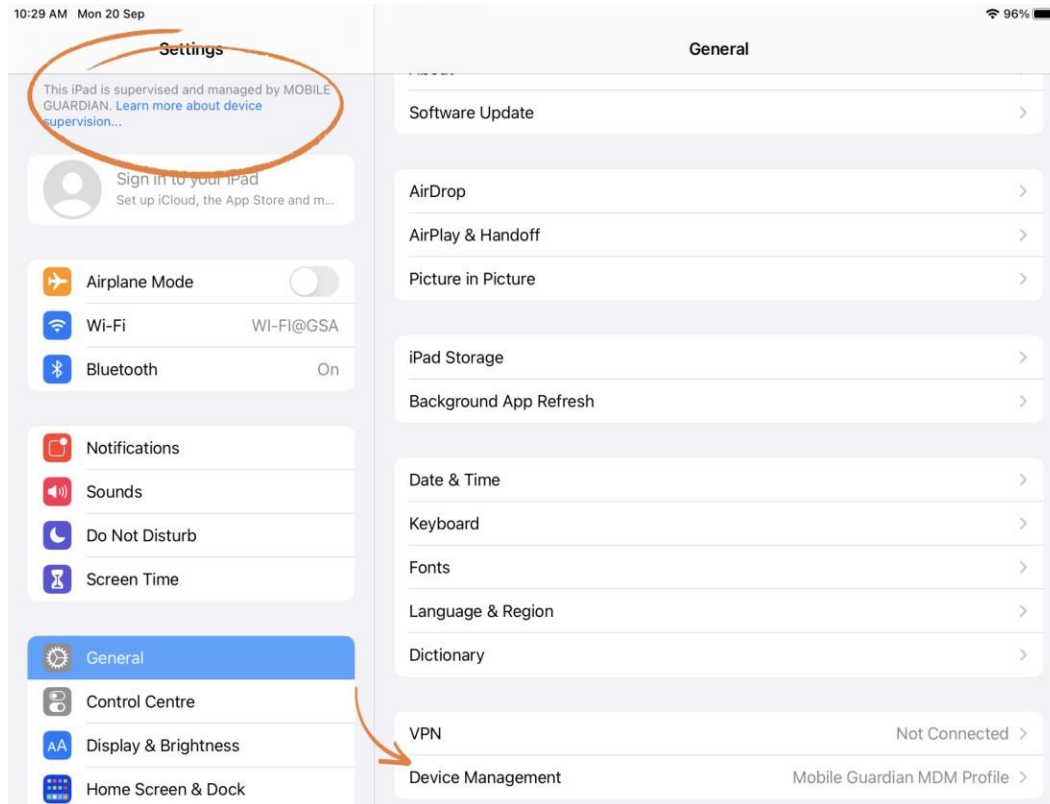 10:29 AM Mon 20 Sep
96%
Settings
This iPad is supervised and managed by MOBILE
GUARDIAN. Learn more about device
supervision...
Sign in to your iPad
Set up iCloud, the App Store and m...
Airplane Mode
Wi-Fi WI-FI@GSA
Bluetooth On
Notifications
Sounds
Do Not Disturb
Screen Time
General
Control Centre
AA Display & Brightness
Home Screen & Dock
General
About
Software Update
AirDrop
AirPlay & Handoff
Picture in Picture
iPad Storage
Background App Refresh
Date & Time
Keyboard
Fonts
Language & Region
Dictionary
VPN Not Connected
Device Management Mobile Guardian MDM Profile